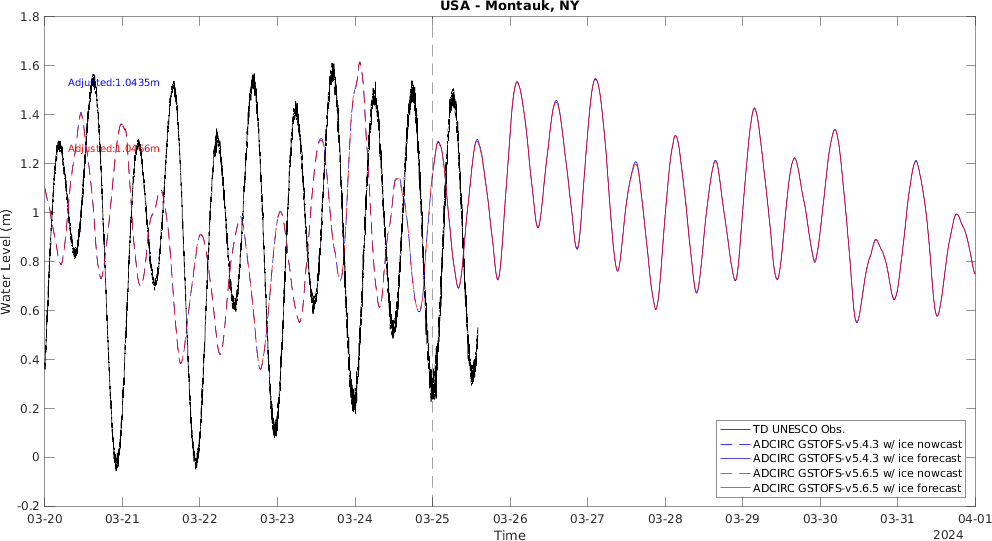 USA - Montauk, NY
1.8
1.6
1.4
1.2
1
0.8
0.6
0.4
0.2
0
-0.2
Water Level (m)
Adjusted:1.0435m
Adjusted:1.0466m
TD UNESCO Obs.
ADCIRC GSTOFS-v5.4.3 w/ ice nowcast
ADCIRC GSTOFS-v5.4.3 w/ ice forecast
ADCIRC GSTOFS-v5.6.5 w/ ice nowcast
ADCIRC GSTOFS-v5.6.5 w/ ice forecast
03-20 03-21 03-22 03-23 03-24 03-25 03-26 03-27 03-28 03-29 03-30 03-31 04-01
Time
2024